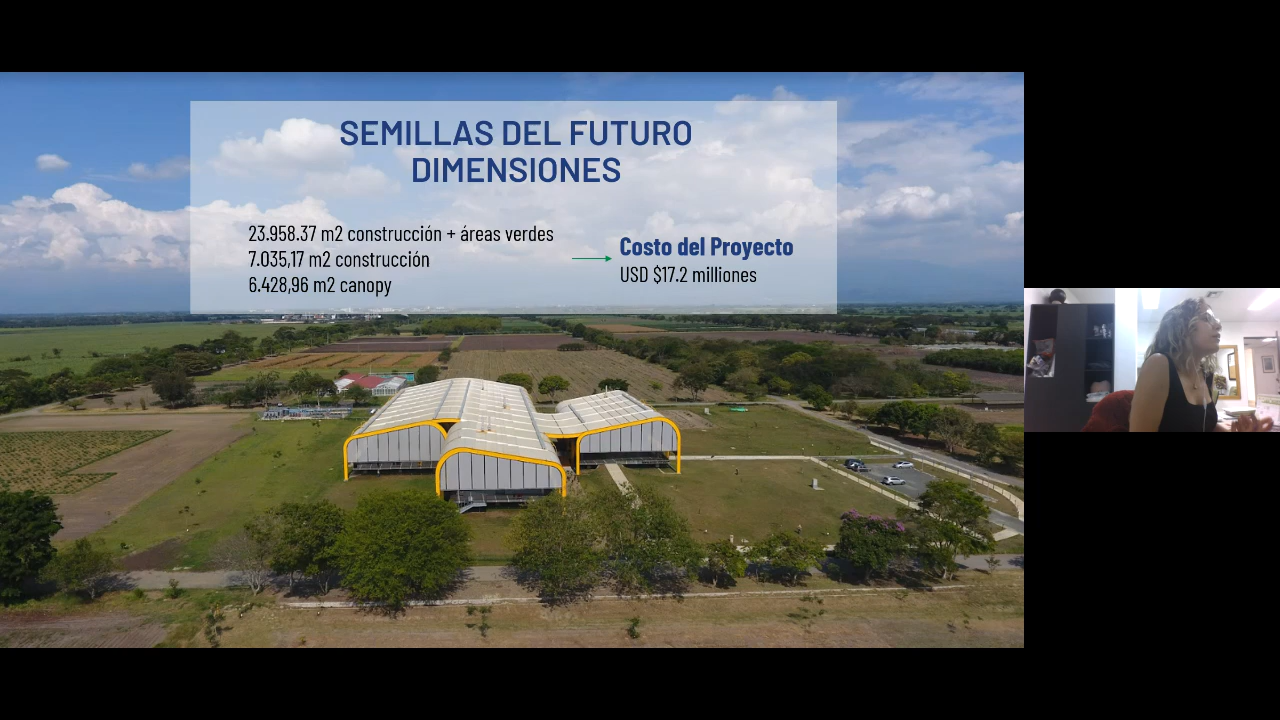 SEMILLAS DEL FUTURO
DIMENSIONES
23.958.37 m2 construcción + áreas verdes
7.035,17 m2 construcción
6.428,96 m2 canopy
Costo del Proyecto
USD $17.2 milliones